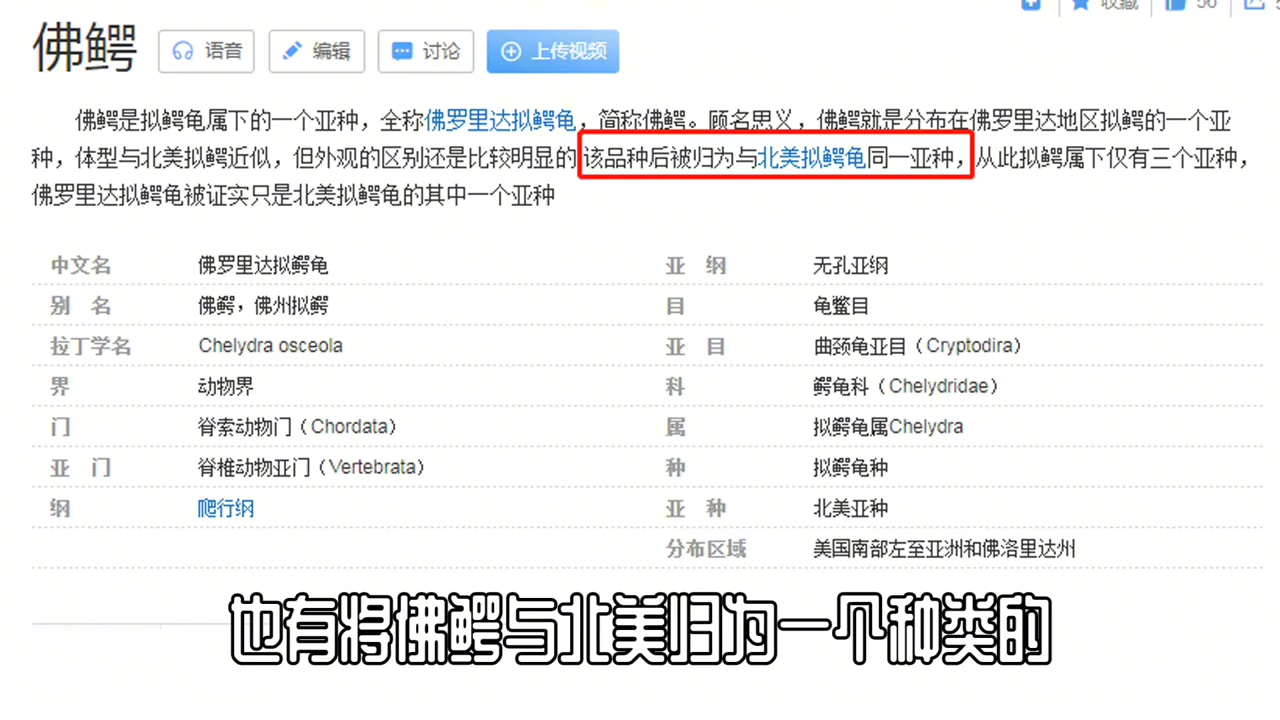 收藏
佛鳄 语音 编辑 讨论 上传视频
佛鳄是拟鳄龟属下的一个亚种，全称佛罗里达拟鳄龟，简称佛鳄。顾名思义，佛鳄就是分布在佛罗里达地区拟鳄的一个亚
种，体型与北美拟鳄近似，但外观的区别还是比较明显的 该品种后被归为与北美拟鳄龟同一亚种，从此拟鳄属下仅有三个亚种，
佛罗里达拟鳄龟被证实只是北美拟鳄龟的其中一个亚种
中文名 佛罗里达拟鳄龟 亚 纲 无孔亚纲
别 名 佛鳄，佛州拟鳄 目 龟鳖目
拉丁学名 Chelydra osceola 亚 目 曲颈龟亚目（Cryptodira）
界 动物界 科 鳄龟科（Chelydridae）
门 脊索动物门（Chordata） 属 拟鳄龟属Chelydra
亚 门 脊椎动物亚门（Vertebrata） 种 拟鳄龟种
纲 爬行纲 亚 种 北美亚种
分布区域 美国南部左至亚洲和佛洛里达州
也有将佛鳄与北美归为一个种类的